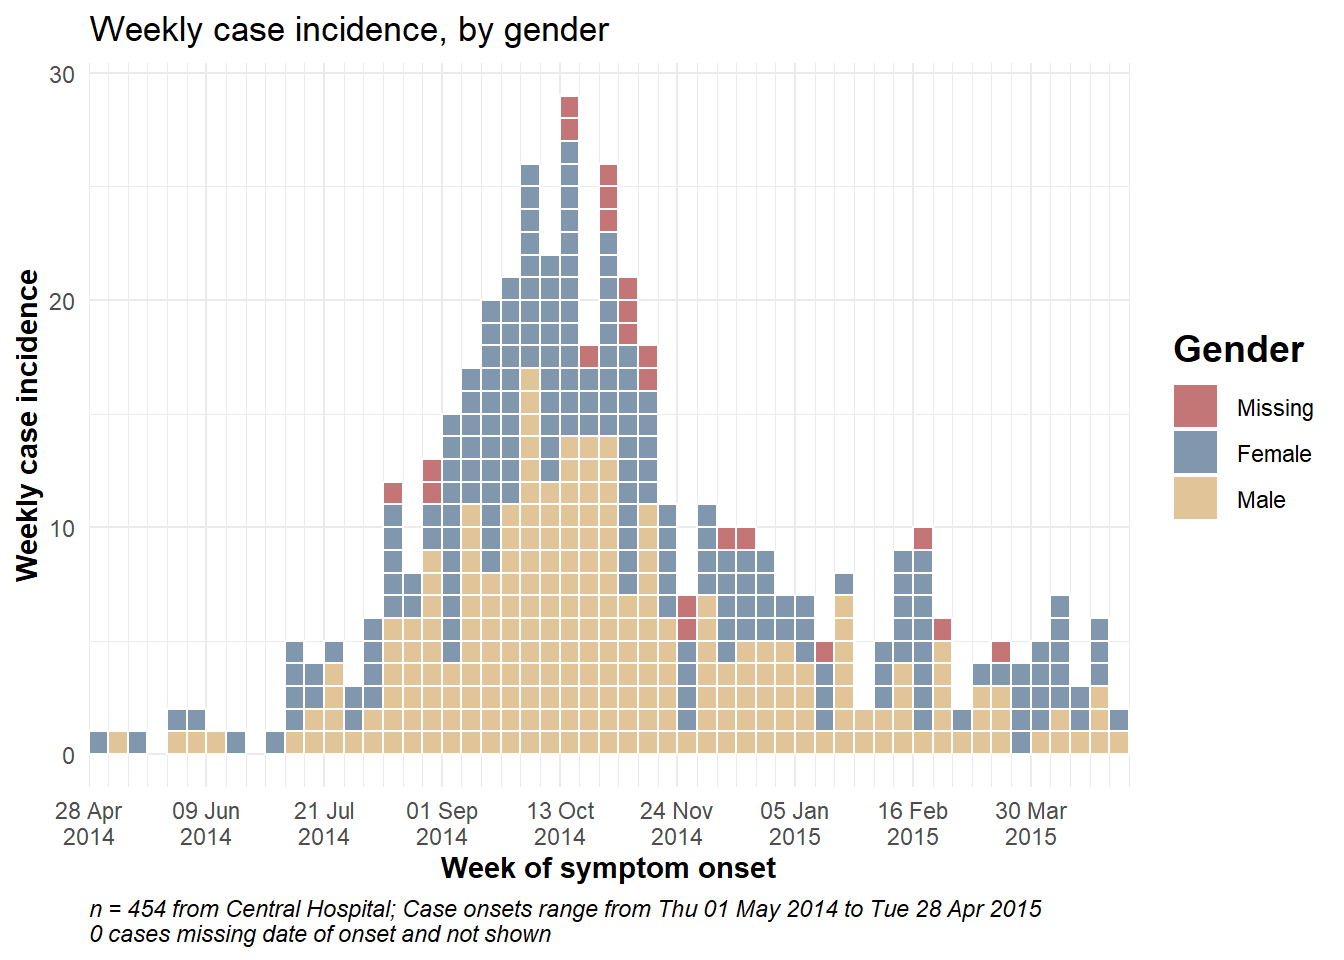 Weekly case incidence, by gender
30
20
10
0
Weekly case incidence
28 Apr
2014
09 Jun
2014
21 Jul
2014
01 Sep
2014
13 Oct
2014
24 Nov
2014
05 Jan
2015
16 Feb
2015
30 Mar
2015
Week of symptom onset
Gender
Missing
Female
Male
n = 454 from Central Hospital; Case onsets range from Thu 01 May 2014 to Tue 28 Apr 2015
0 cases missing date of onset and not shown